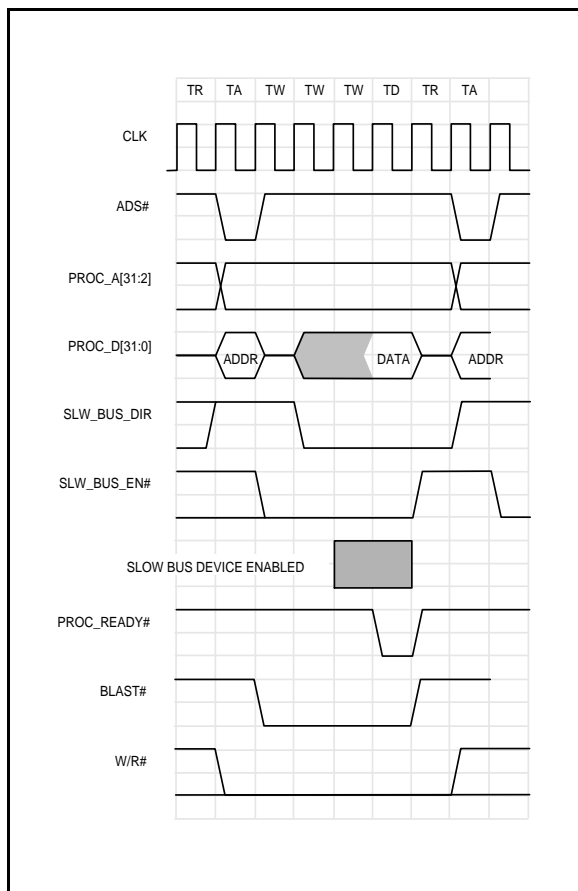 TR TA TW TW TW TD TR TA
CLK
ADS#
PROC_A[31:2]
PROC_D[31:0] ADDR DATA ADDR
SLW_BUS_DIR
SLW_BUS_EN#
SLOW BUS DEVICE ENABLED
PROC_READY#
BLAST#
W/R#